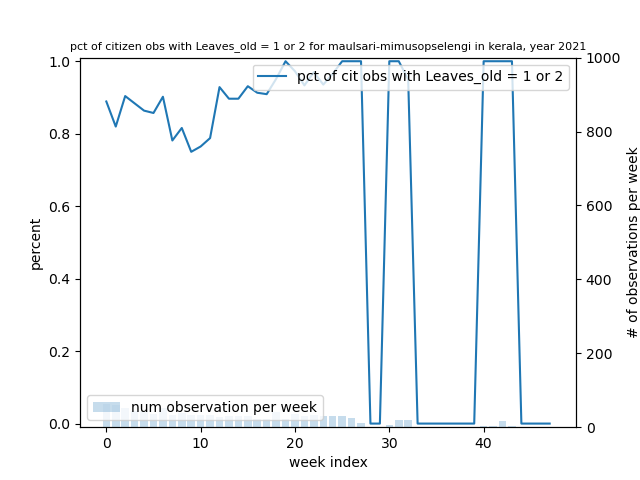 pct of citizen obs with Leaves_old = 1 or 2 for maulsari-mimusopselengi in kerala, year 2021
pct of cit obs with Leaves_old = 1 or 2
num observation per week
percent
1.0
0.8
0.6
0.4
0.2
0.0
1000
800
600
400
200
0
# of observations per week
0 10 20 30 40
week index